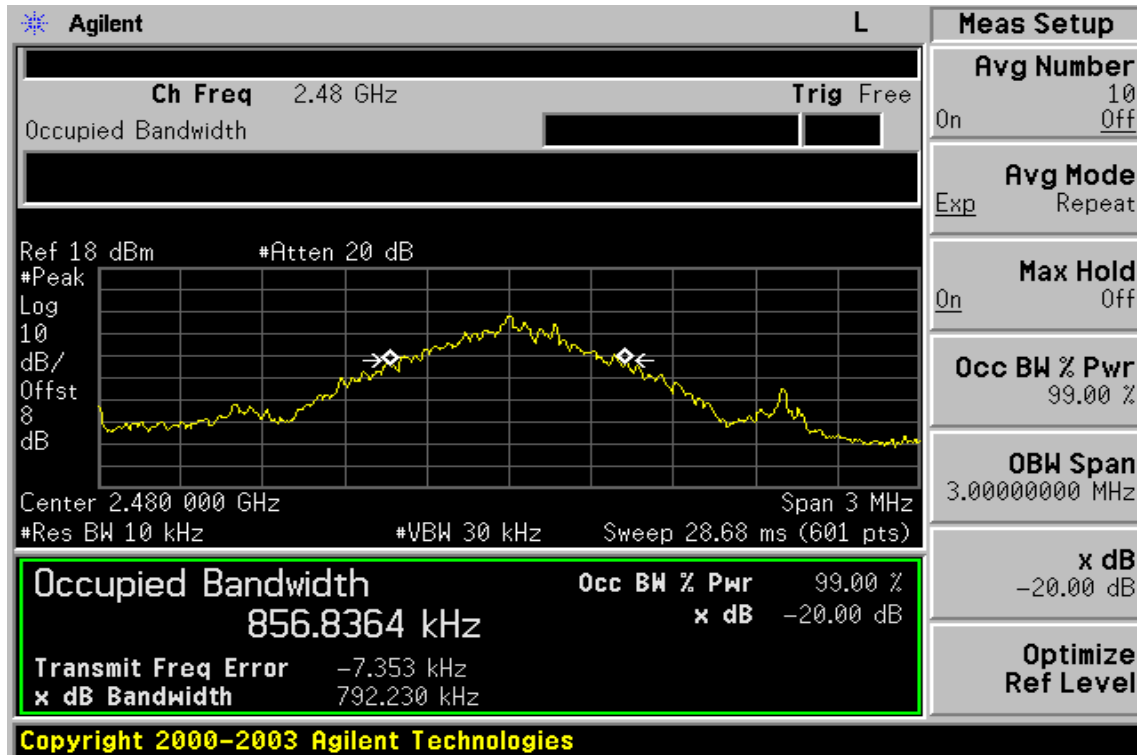 Agilent L
Ch Freq 2.48 GHz Trig Free
Occupied Bandwidth
Ref 18 dBm #Atten 20 dB
#Peak
Log
10
dB/
Offst
8
dB
Center 2.480 000 GHz Span 3 MHz
#Res BW 10 kHz #VBW 30 kHz Sweep 28.68 ms (601 pts)
Occupied Bandwidth
856.8364 kHz
Occ BW % Pwr 99.00 %
x dB -20.00 dB
Transmit Freq Error -7.353 kHz
x dB Bandwidth 792.230 kHz
Meas Setup
Avg Number
10
On Off
Avg Mode
Exp Repeat
Max Hold
On Off
Occ BW % Pwr
99.00 %
OBW Span
3.00000000 MHz
x dB
-20.00 dB
Optimize
Ref Level
Copyright 2000-2003 Agilent Technologies